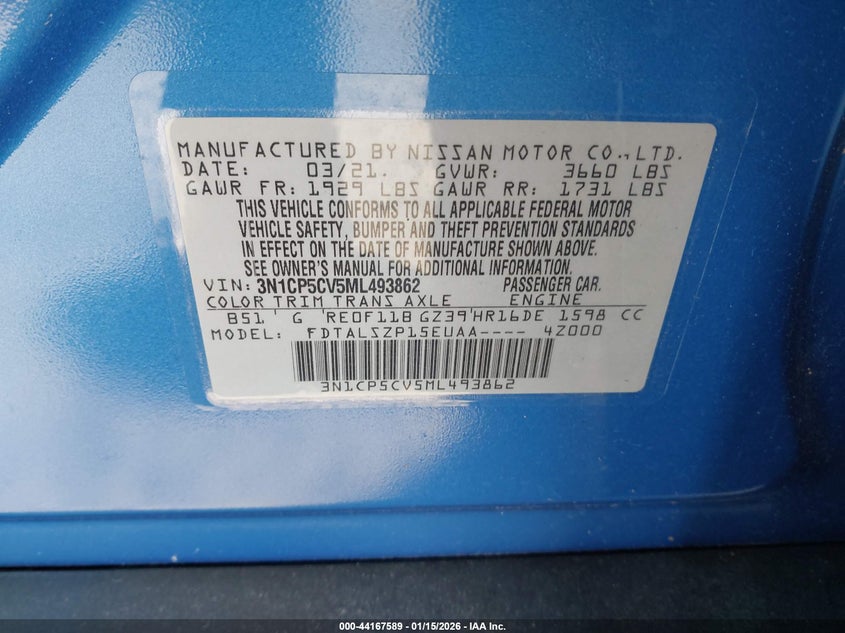 MANUFACTURED BY NISSAN MOTOR CO.,LTD.
DATE: 03/21. GVWR: 3660 LBS
GAWR FR: 1929 LBS GAWR RR: 1731 LBS
THIS VEHICLE CONFORMS TO ALL APPLICABLE FEDERAL MOTOR
VEHICLE SAFETY, BUMPER AND THEFT PREVENTION STANDARDS
IN EFFECT ON THE DATE OF MANUFACTURE SHOWN ABOVE.
SEE OWNER'S MANUAL FOR ADDITIONAL INFORMATION.
VIN: 3N1CP5CV5ML493862 PASSENGER CAR.
COLOR TRIM TRANS AXLE ENGINE
B51 G RE0F11B GZ39 HR16DE 1598 CC
MODEL: FDTALSZP15EUAA---- 4Z000
3N1CP5CV5ML493862
000-44167589 - 01/15/2026 - IAA Inc.